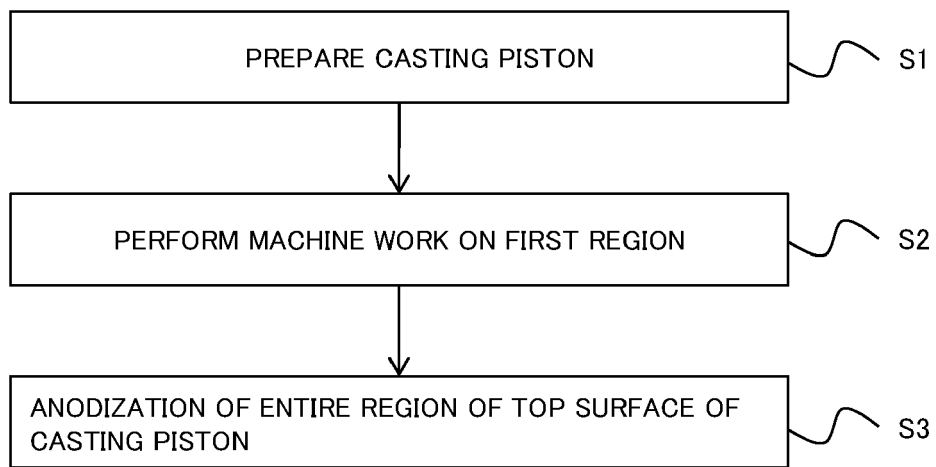 PREPARE CASTING PISTON
S1
PERFORM MACHINE WORK ON FIRST REGION
S2
ANODIZATION OF ENTIRE REGION OF TOP SURFACE OF
CASTING PISTON
S3